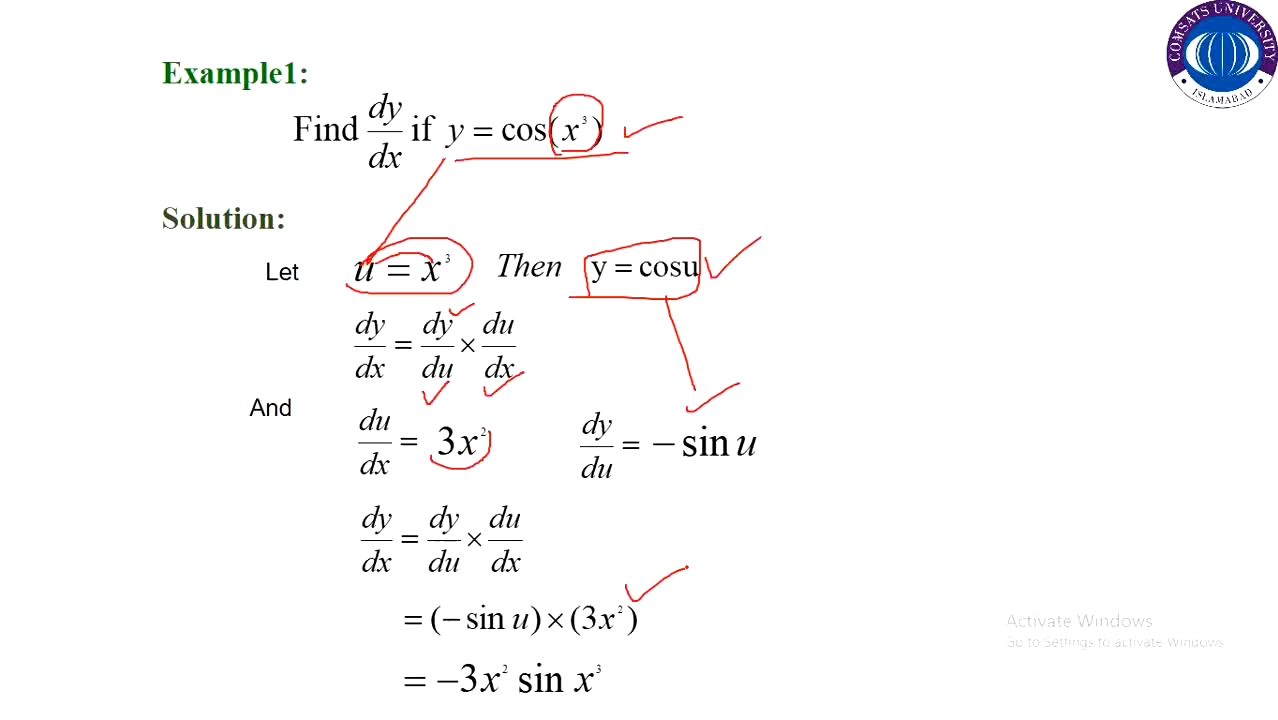 COMSATS UNIVERSITY
ISLAMABAD
Example1:
Find dy/dx if y = cos(x³)
Solution:
Let u = x³ Then y = cosu
dy/dx = dy/du × du/dx
And
du/dx = 3x² dy/du = − sin u
dy/dx = dy/du × du/dx
= (− sin u) × (3x²)
= −3x² sin x³
Activate Windows
Go to Settings to activate Windows